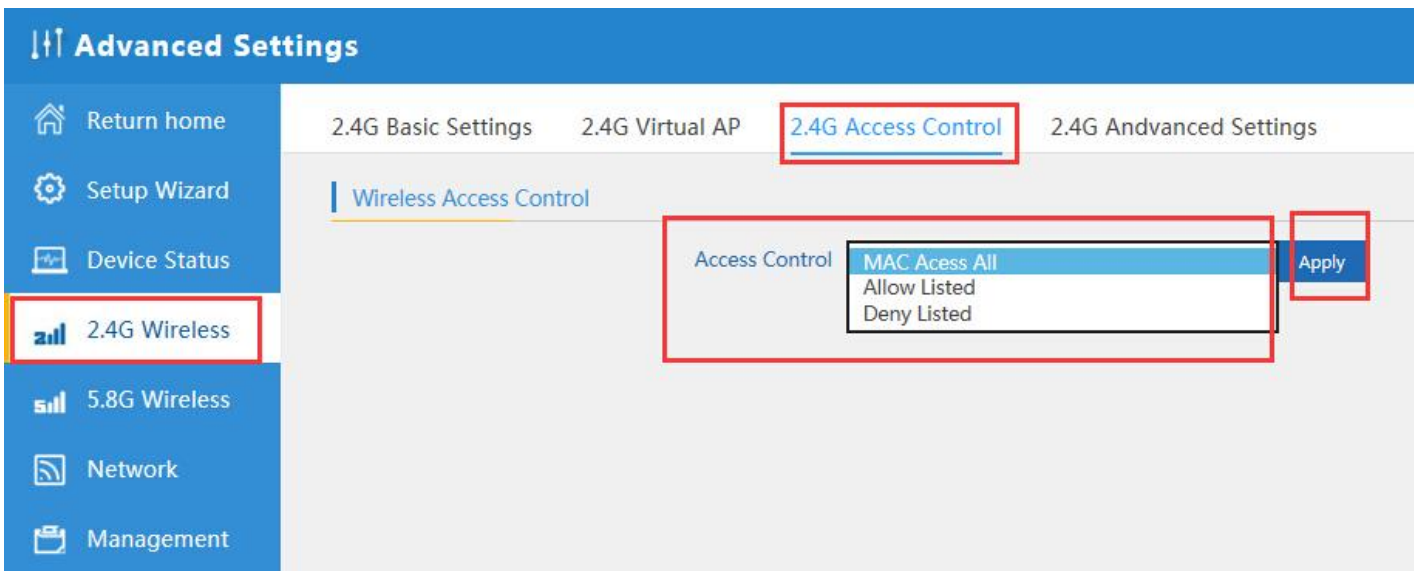 Advanced Settings
Return home
Setup Wizard
Device Status
2.4G Wireless
5.8G Wireless
Network
Management
2.4G Basic Settings 2.4G Virtual AP 2.4G Access Control 2.4G Andvanced Settings
Wireless Access Control
Access Control
MAC Acess All
Allow Listed
Deny Listed
Apply